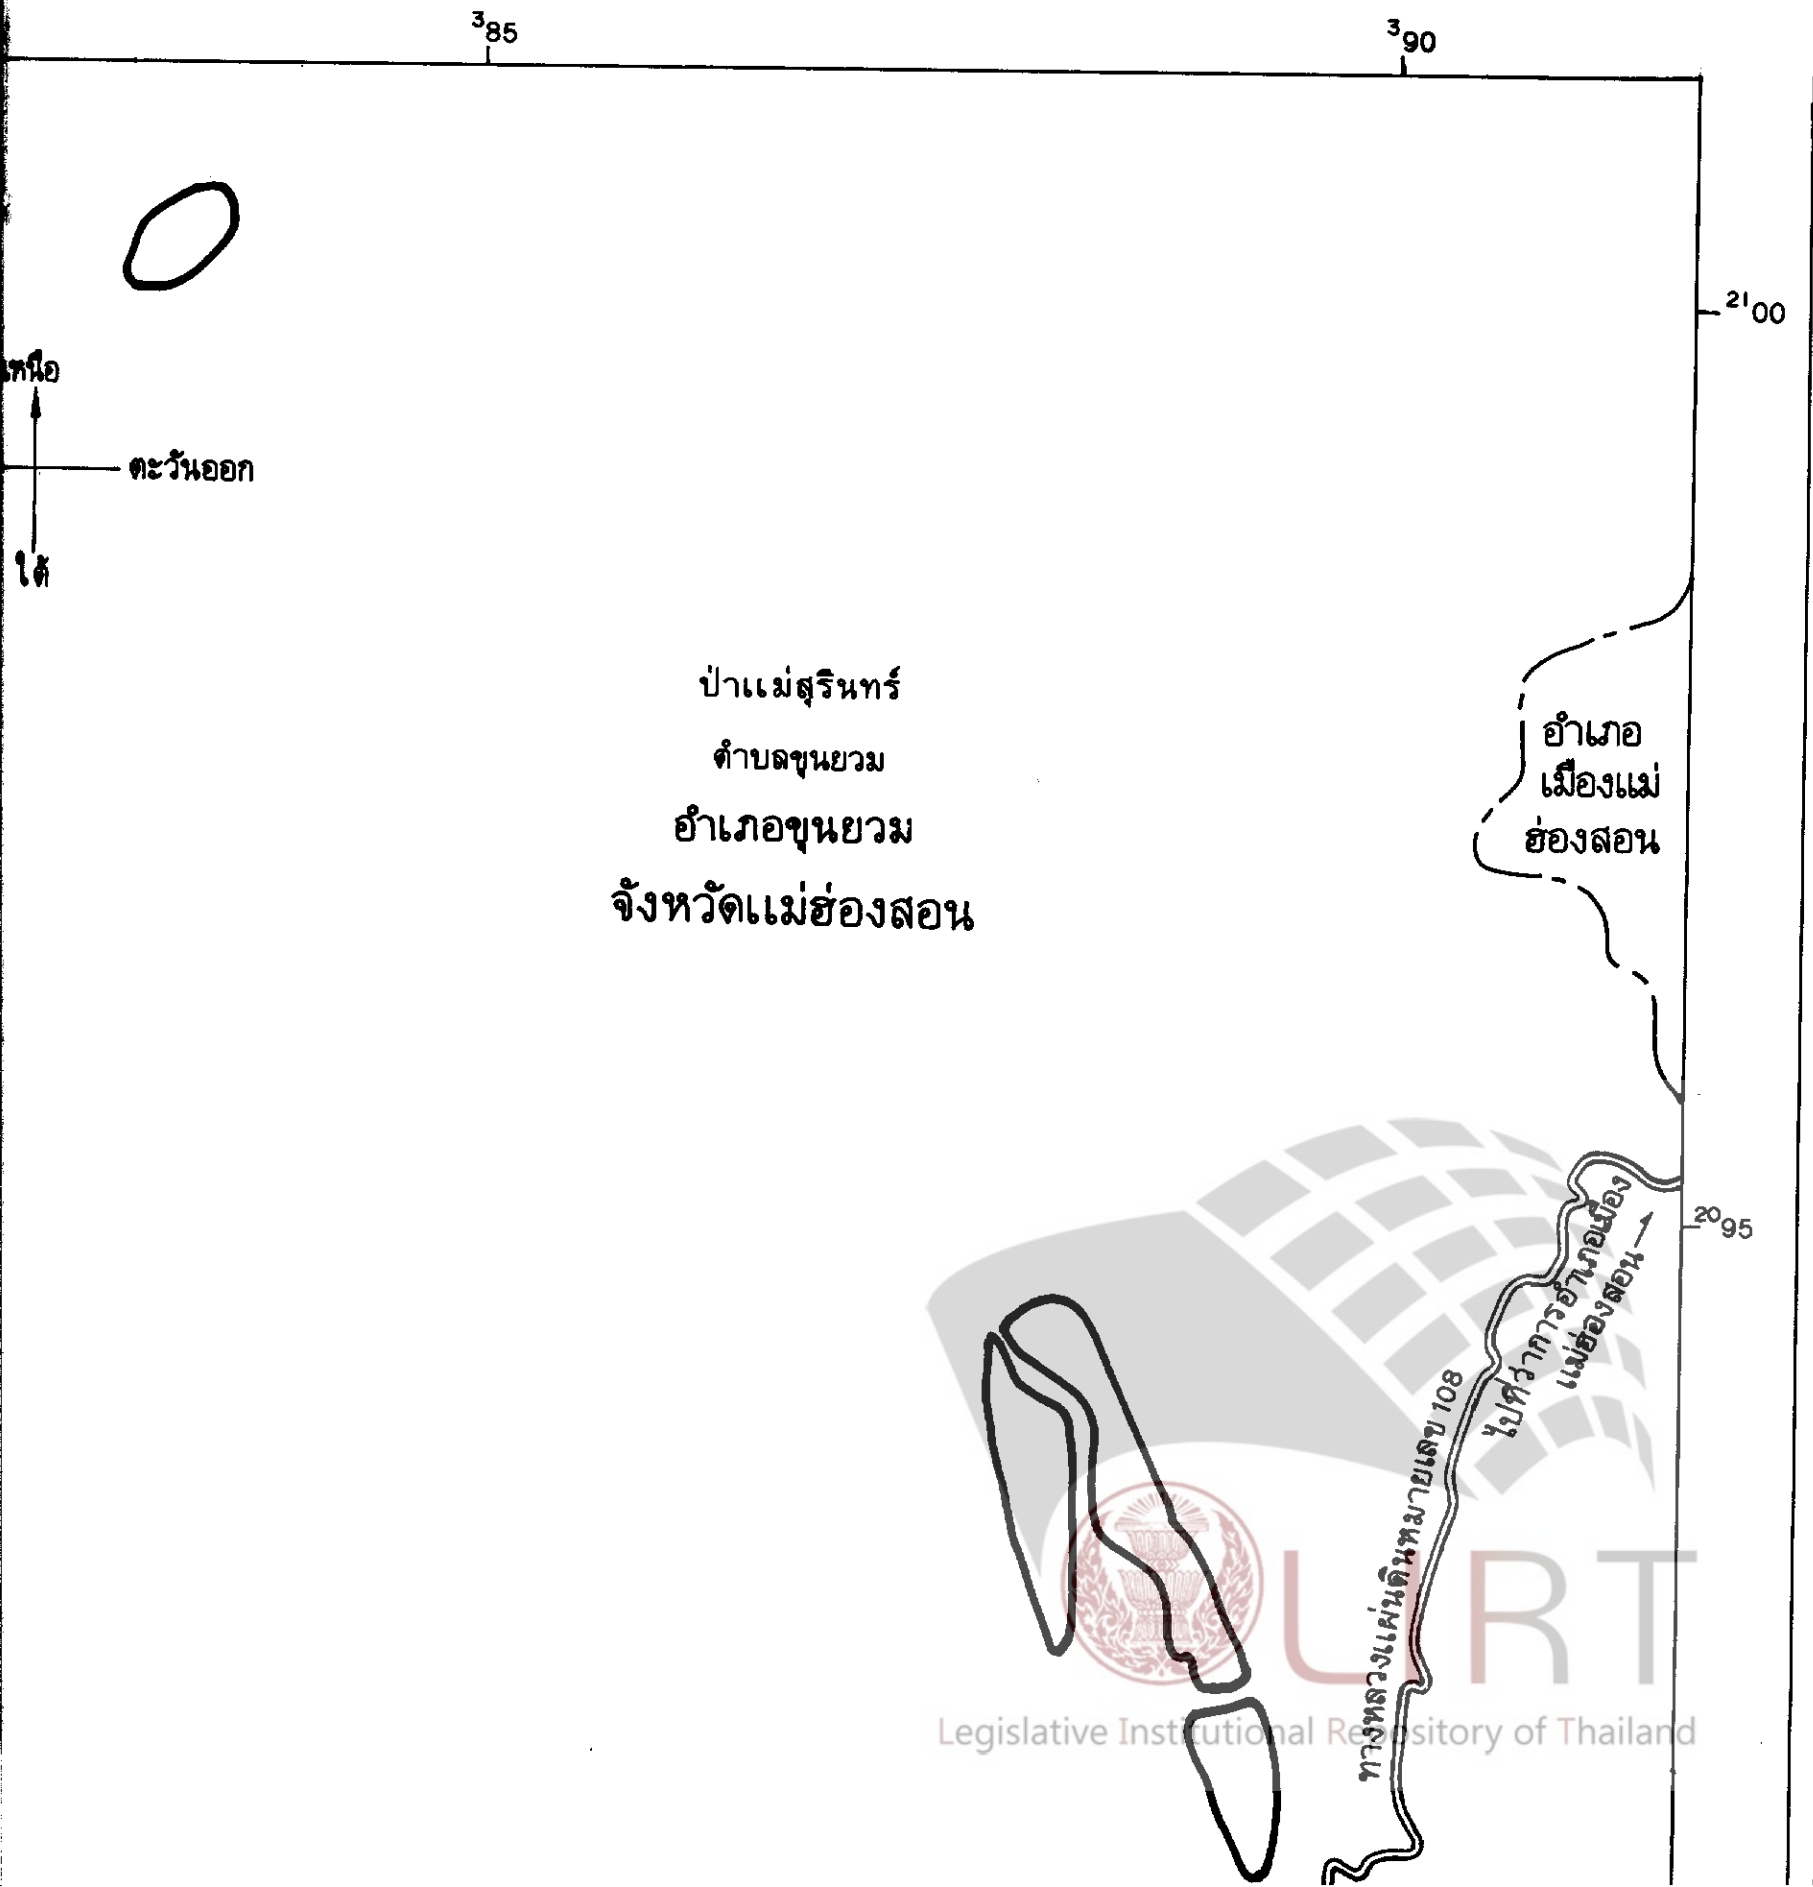 ³85
³90
²¹00
เหนือ
ตะวันออก
ใต้
ป่าแม่สุรินทร์
ตำบลขุนยวม
อำเภอขุนยวม
จังหวัดแม่ฮ่องสอน
อำเภอ
เมืองแม่
ฮ่องสอน
²⁰95
ไปที่ว่าการอำเภอเมือง
แม่ฮ่องสอน
ทางหลวงแผ่นดินหมายเลข 108
LIRT
Legislative Institutional Repository of Thailand